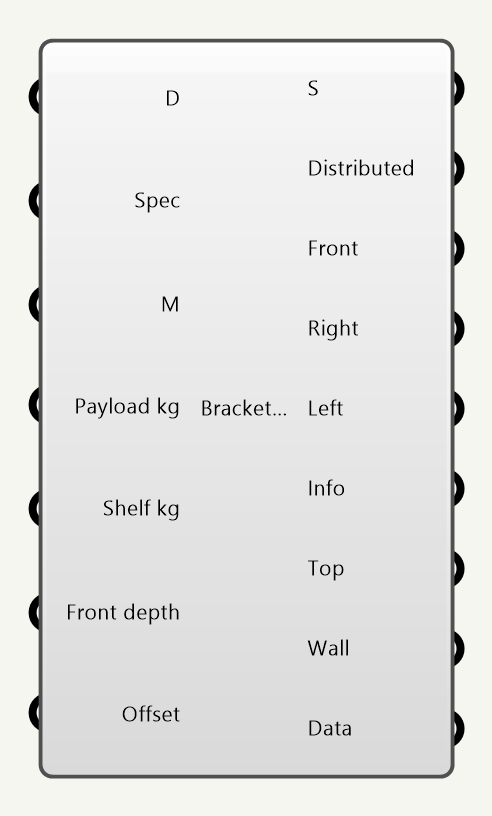 D
Spec
M
Payload kg
Shelf kg
Front depth
Offset
Bracket...
S
Distributed
Front
Right
Left
Info
Top
Wall
Data